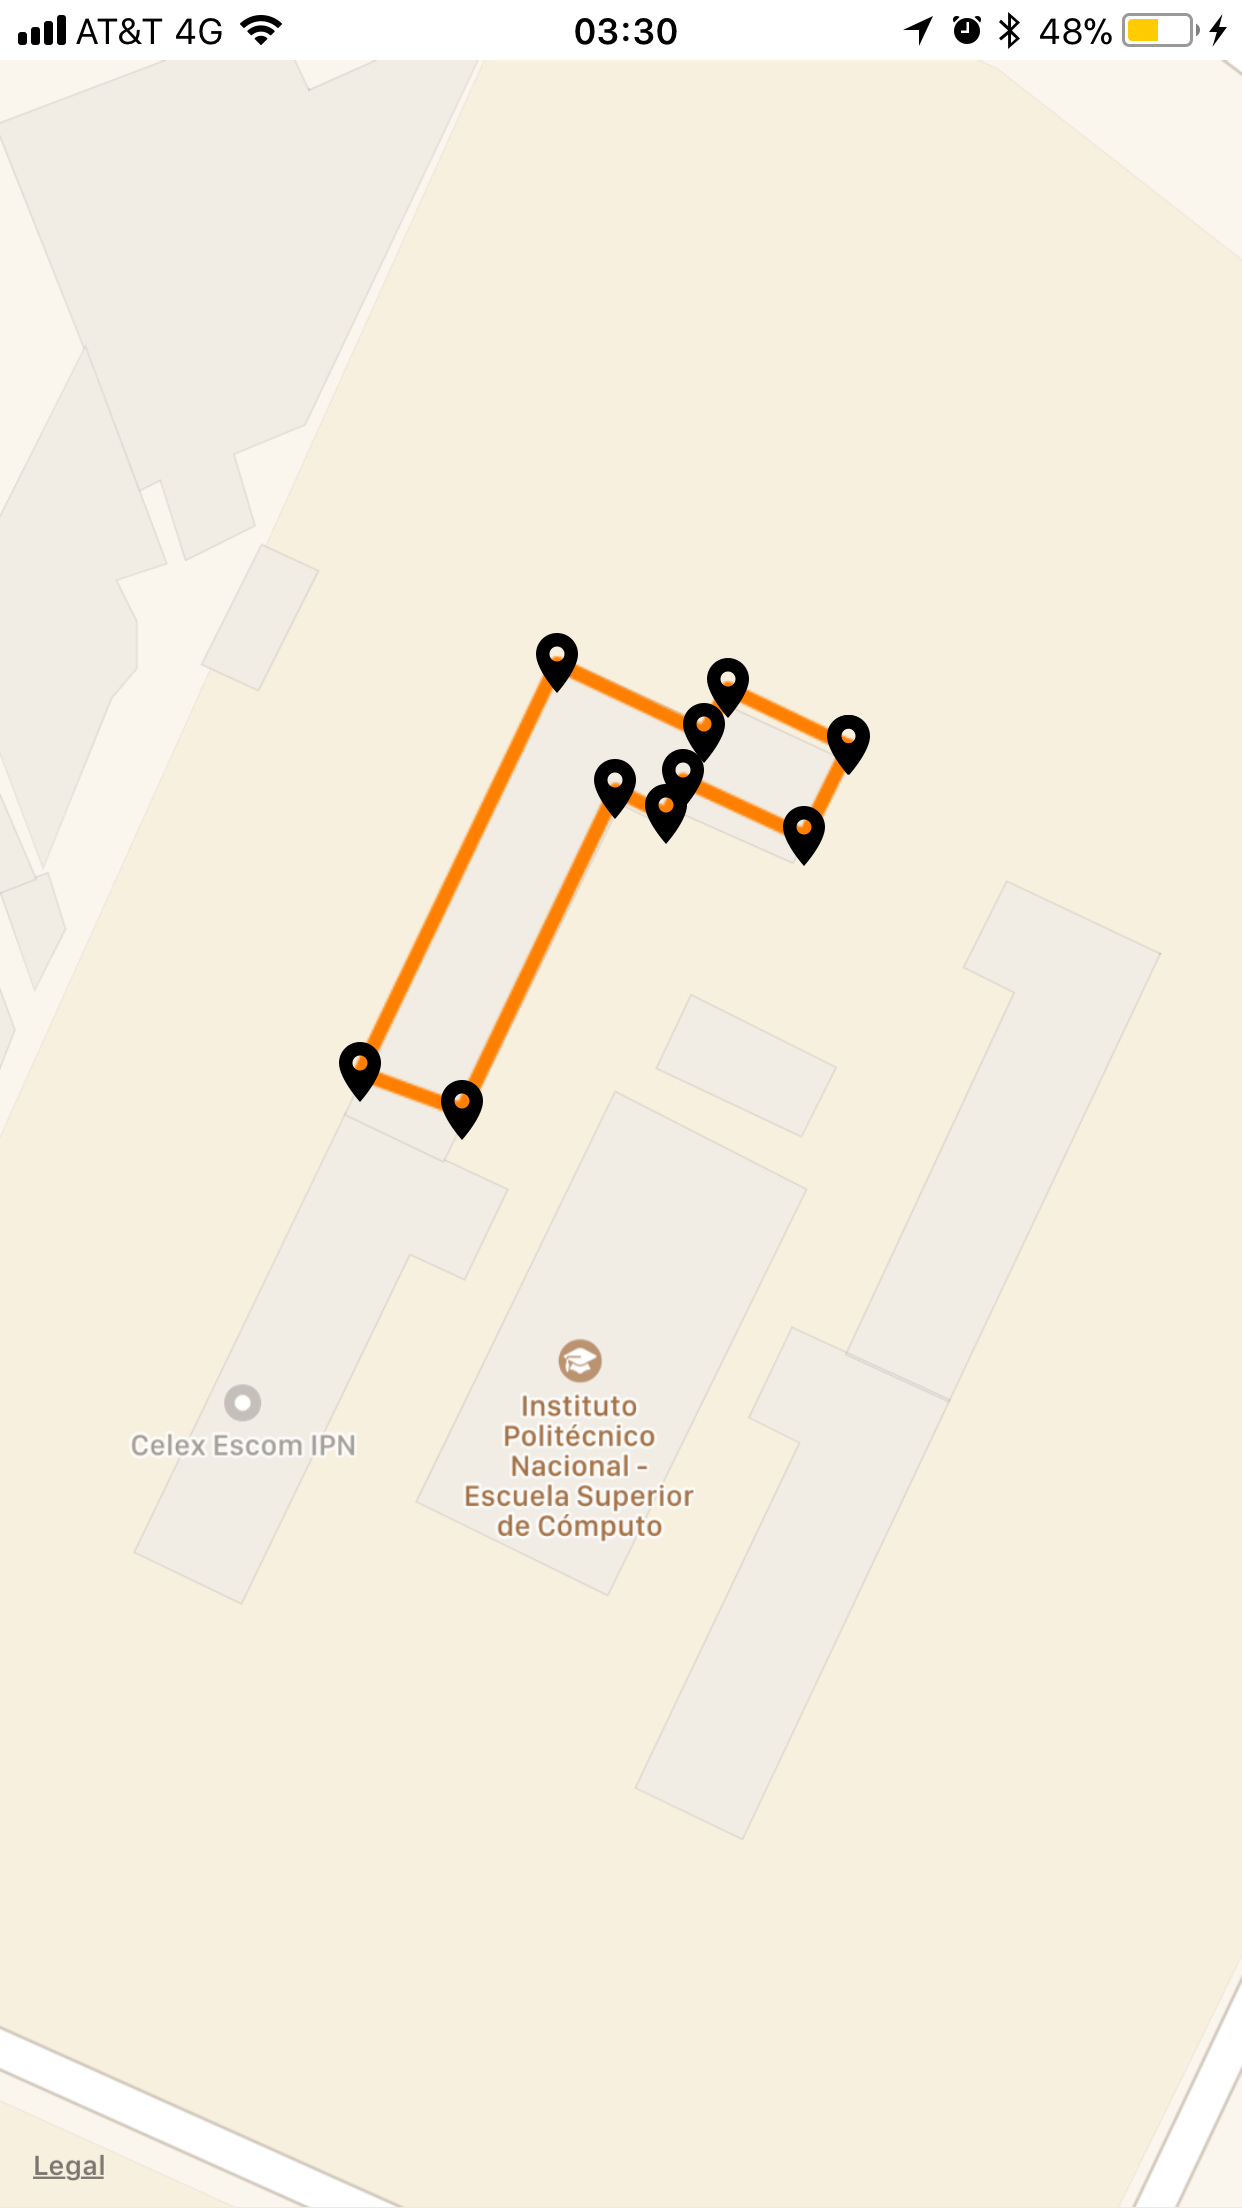 AT&T 4G 03:30 48%
Instituto
Politécnico
Nacional -
Escuela Superior
de Cómputo
Celex Escom IPN
Legal